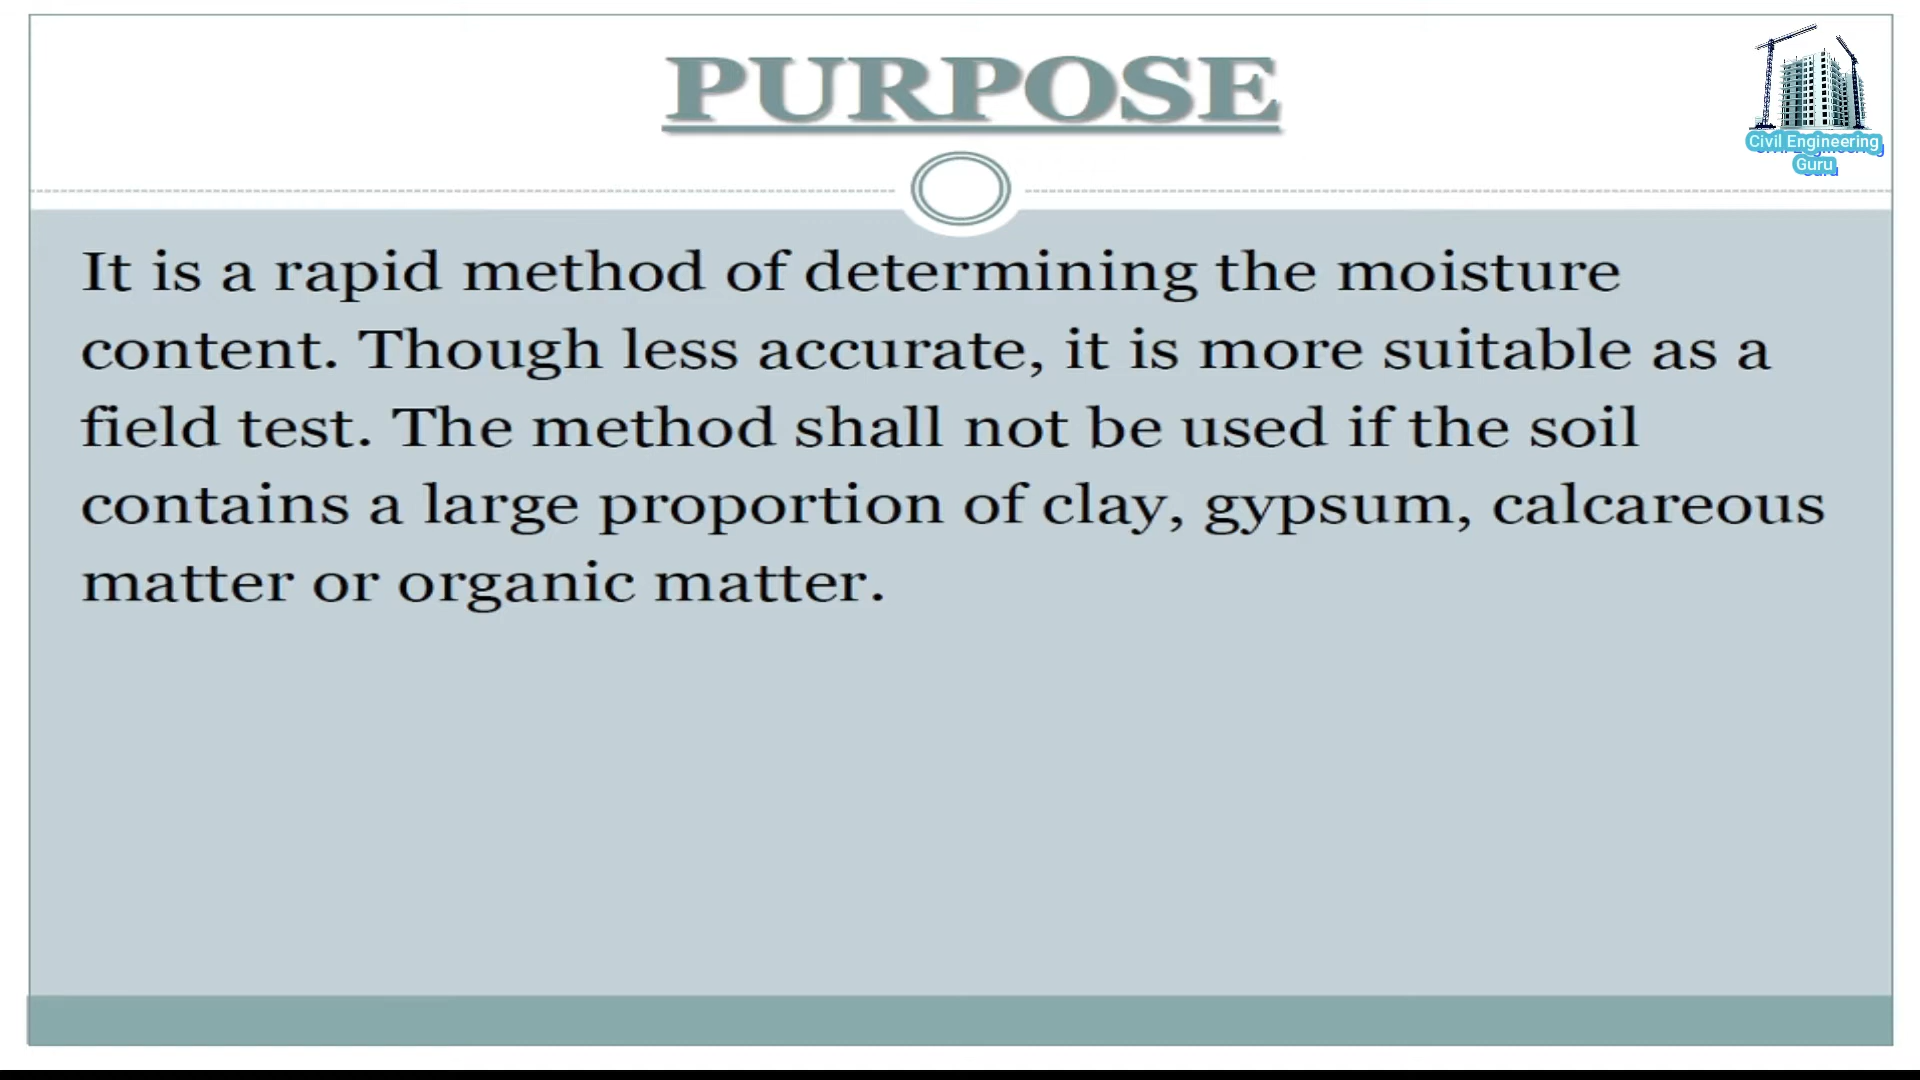 PURPOSE
Civil Engineering
Guru
It is a rapid method of determining the moisture
content. Though less accurate, it is more suitable as a
field test. The method shall not be used if the soil
contains a large proportion of clay, gypsum, calcareous
matter or organic matter.